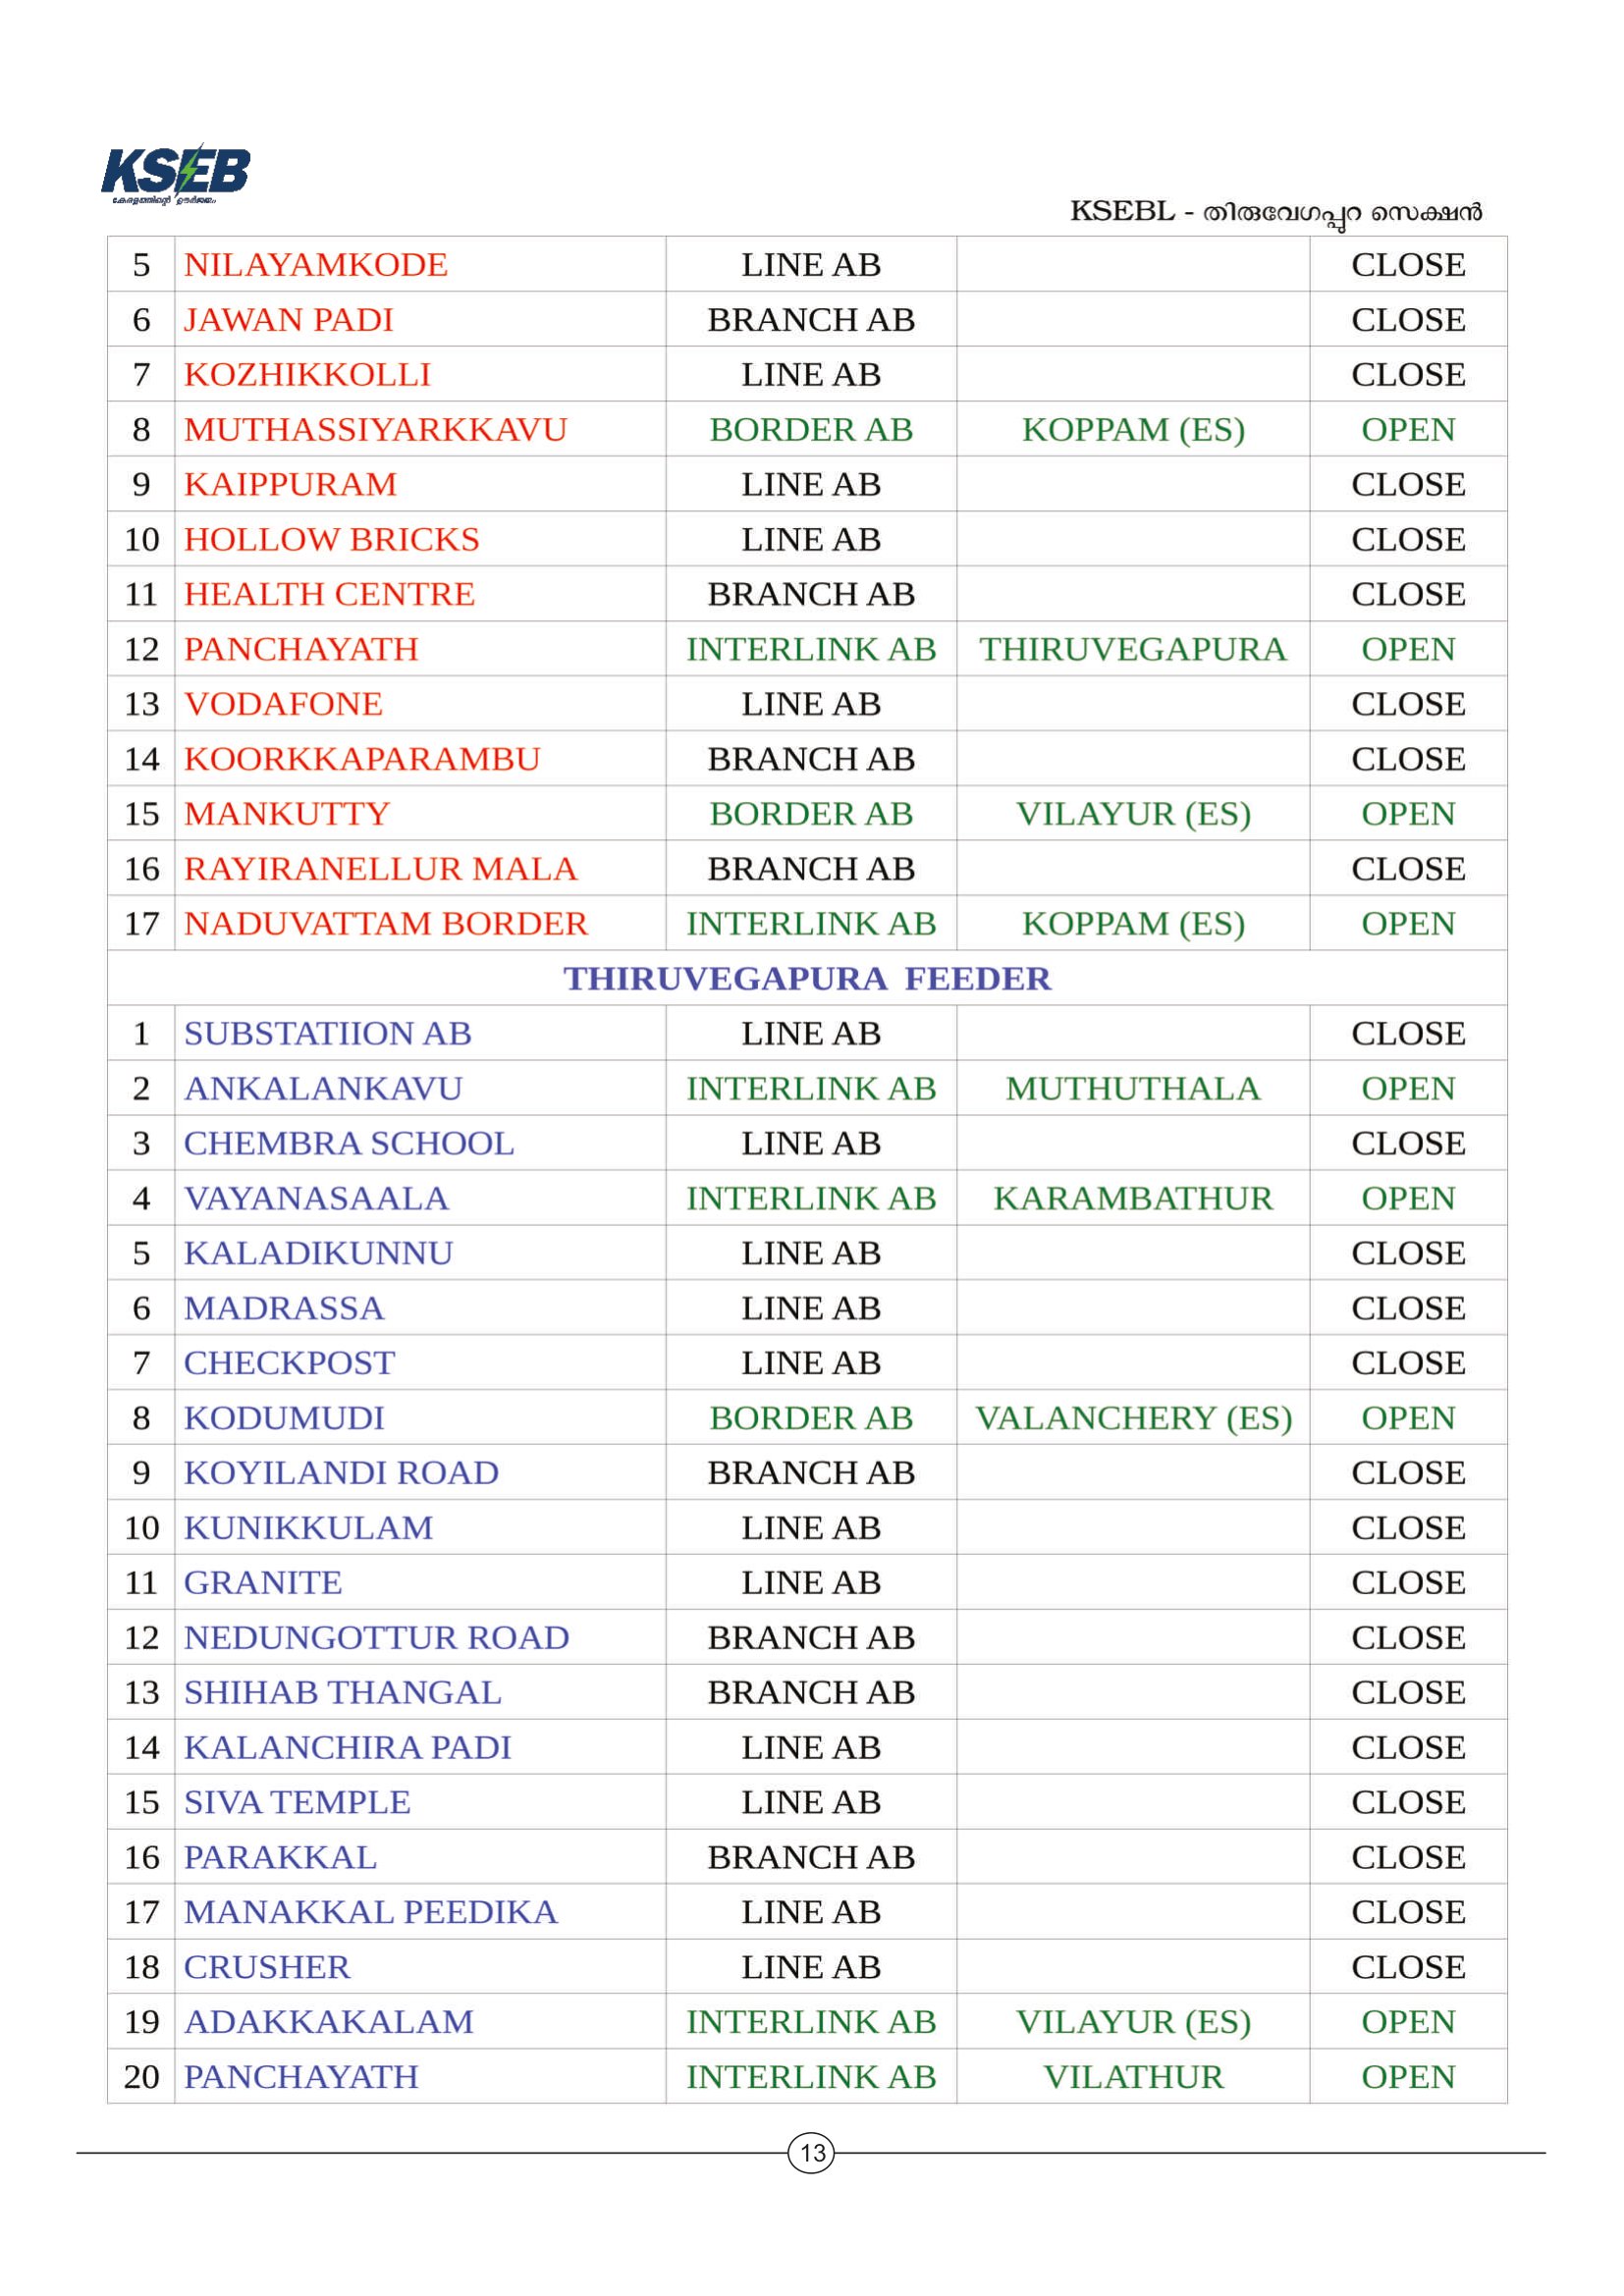 KSEB
കേരളത്തിന്റെ ഊർജ്ജം
KSEBL - തിരുവേഗപ്പുറ സെക്ഷൻ
5 NILAYAMKODE LINE AB CLOSE
6 JAWAN PADI BRANCH AB CLOSE
7 KOZHIKKOLLI LINE AB CLOSE
8 MUTHASSIYARKKAVU BORDER AB KOPPAM (ES) OPEN
9 KAIPPURAM LINE AB CLOSE
10 HOLLOW BRICKS LINE AB CLOSE
11 HEALTH CENTRE BRANCH AB CLOSE
12 PANCHAYATH INTERLINK AB THIRUVEGAPURA OPEN
13 VODAFONE LINE AB CLOSE
14 KOORKKAPARAMBU BRANCH AB CLOSE
15 MANKUTTY BORDER AB VILAYUR (ES) OPEN
16 RAYIRANELLUR MALA BRANCH AB CLOSE
17 NADUVATTAM BORDER INTERLINK AB KOPPAM (ES) OPEN
THIRUVEGAPURA FEEDER
1 SUBSTATIION AB LINE AB CLOSE
2 ANKALANKAVU INTERLINK AB MUTHUTHALA OPEN
3 CHEMBRA SCHOOL LINE AB CLOSE
4 VAYANASAALA INTERLINK AB KARAMBATHUR OPEN
5 KALADIKUNNU LINE AB CLOSE
6 MADRASSA LINE AB CLOSE
7 CHECKPOST LINE AB CLOSE
8 KODUMUDI BORDER AB VALANCHERY (ES) OPEN
9 KOYILANDI ROAD BRANCH AB CLOSE
10 KUNIKKULAM LINE AB CLOSE
11 GRANITE LINE AB CLOSE
12 NEDUNGOTTUR ROAD BRANCH AB CLOSE
13 SHIHAB THANGAL BRANCH AB CLOSE
14 KALANCHIRA PADI LINE AB CLOSE
15 SIVA TEMPLE LINE AB CLOSE
16 PARAKKAL BRANCH AB CLOSE
17 MANAKKAL PEEDIKA LINE AB CLOSE
18 CRUSHER LINE AB CLOSE
19 ADAKKAKALAM INTERLINK AB VILAYUR (ES) OPEN
20 PANCHAYATH INTERLINK AB VILATHUR OPEN
13